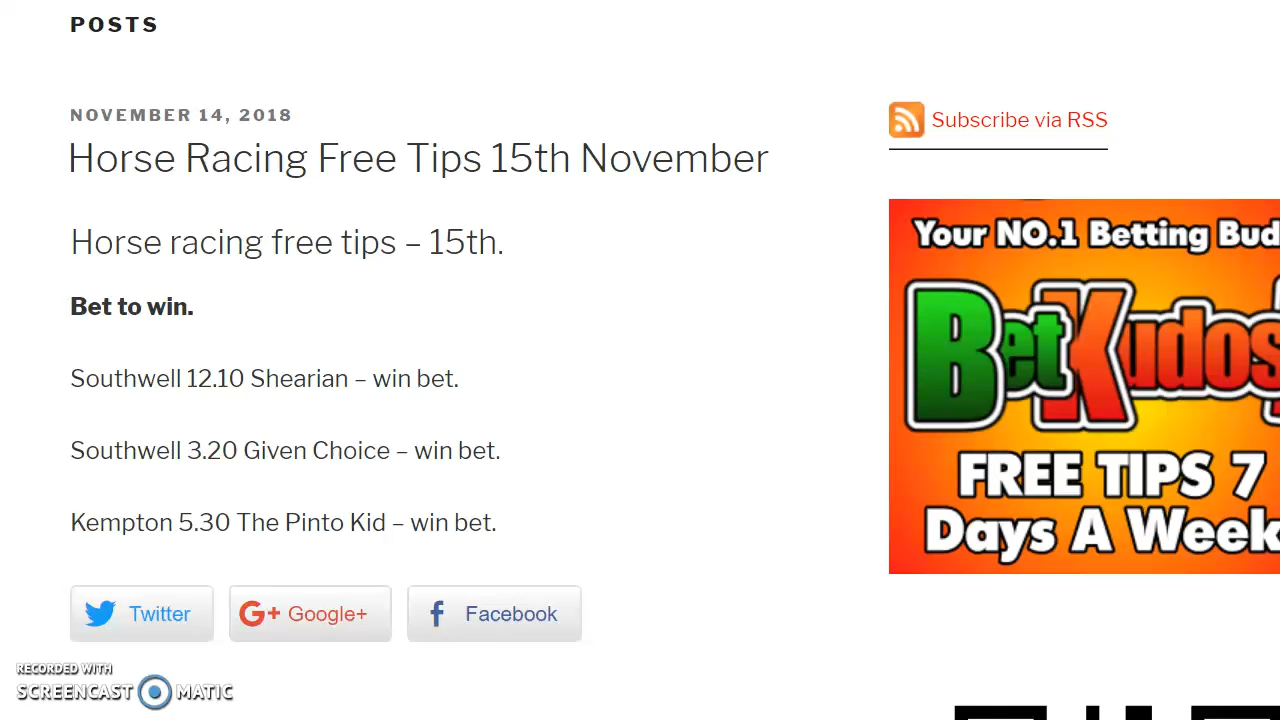 POSTS
NOVEMBER 14, 2018
Horse Racing Free Tips 15th November
Horse racing free tips – 15th.
Bet to win.
Southwell 12.10 Shearian – win bet.
Southwell 3.20 Given Choice – win bet.
Kempton 5.30 The Pinto Kid – win bet.
Twitter
G+ Google+
f Facebook
Subscribe via RSS
Your NO.1 Betting Bud
BetKudos
FREE TIPS 7
Days A Week
RECORDED WITH
SCREENCAST MATIC